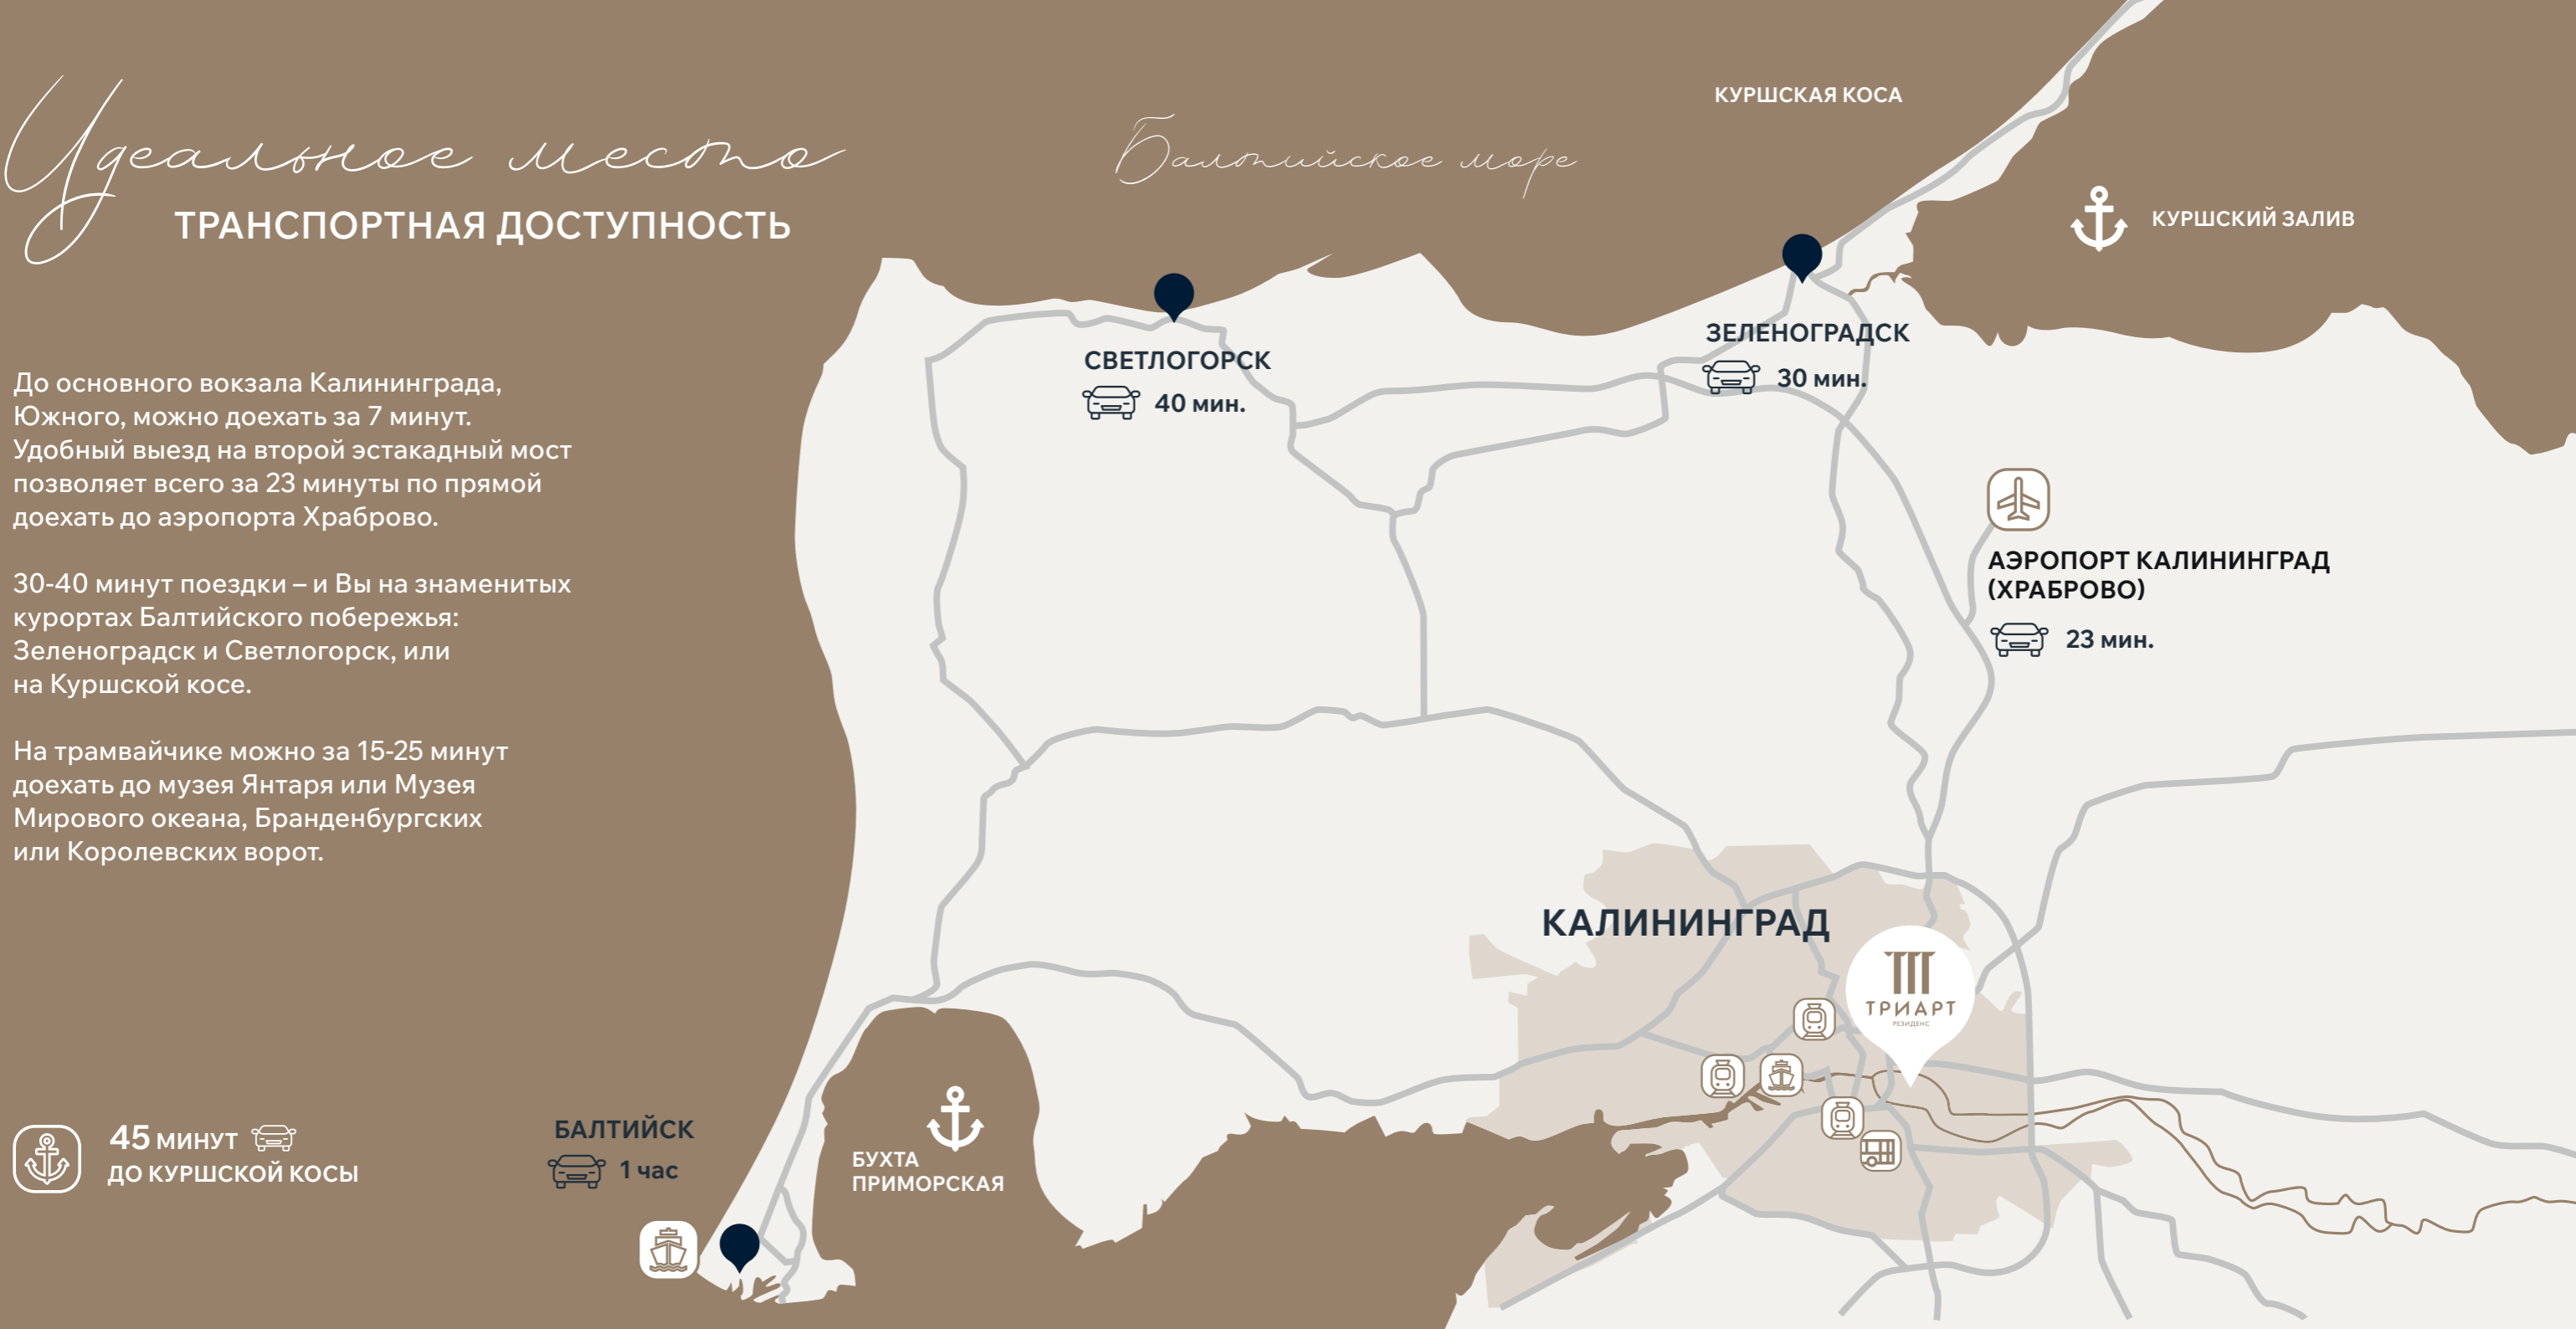 Идеальное место
ТРАНСПОРТНАЯ ДОСТУПНОСТЬ
До основного вокзала Калининграда,
Южного, можно доехать за 7 минут.
Удобный выезд на второй эстакадный мост
позволяет всего за 23 минуты по прямой
доехать до аэропорта Храброво.
30-40 минут поездки – и Вы на знаменитых
курортах Балтийского побережья:
Зеленоградск и Светлогорск, или
на Куршской косе.
На трамвайчике можно за 15-25 минут
доехать до музея Янтаря или Музея
Мирового океана, Бранденбургских
или Королевских ворот.
45 МИНУТ
ДО КУРШСКОЙ КОСЫ
Балтийское море
КУРШСКАЯ КОСА
КУРШСКИЙ ЗАЛИВ
СВЕТЛОГОРСК
40 мин.
ЗЕЛЕНОГРАДСК
30 мин.
АЭРОПОРТ КАЛИНИНГРАД
(ХРАБРОВО)
23 мин.
КАЛИНИНГРАД
ТРИАРТ
РЕЗИДЕНС
БАЛТИЙСК
1 час
БУХТА
ПРИМОРСКАЯ